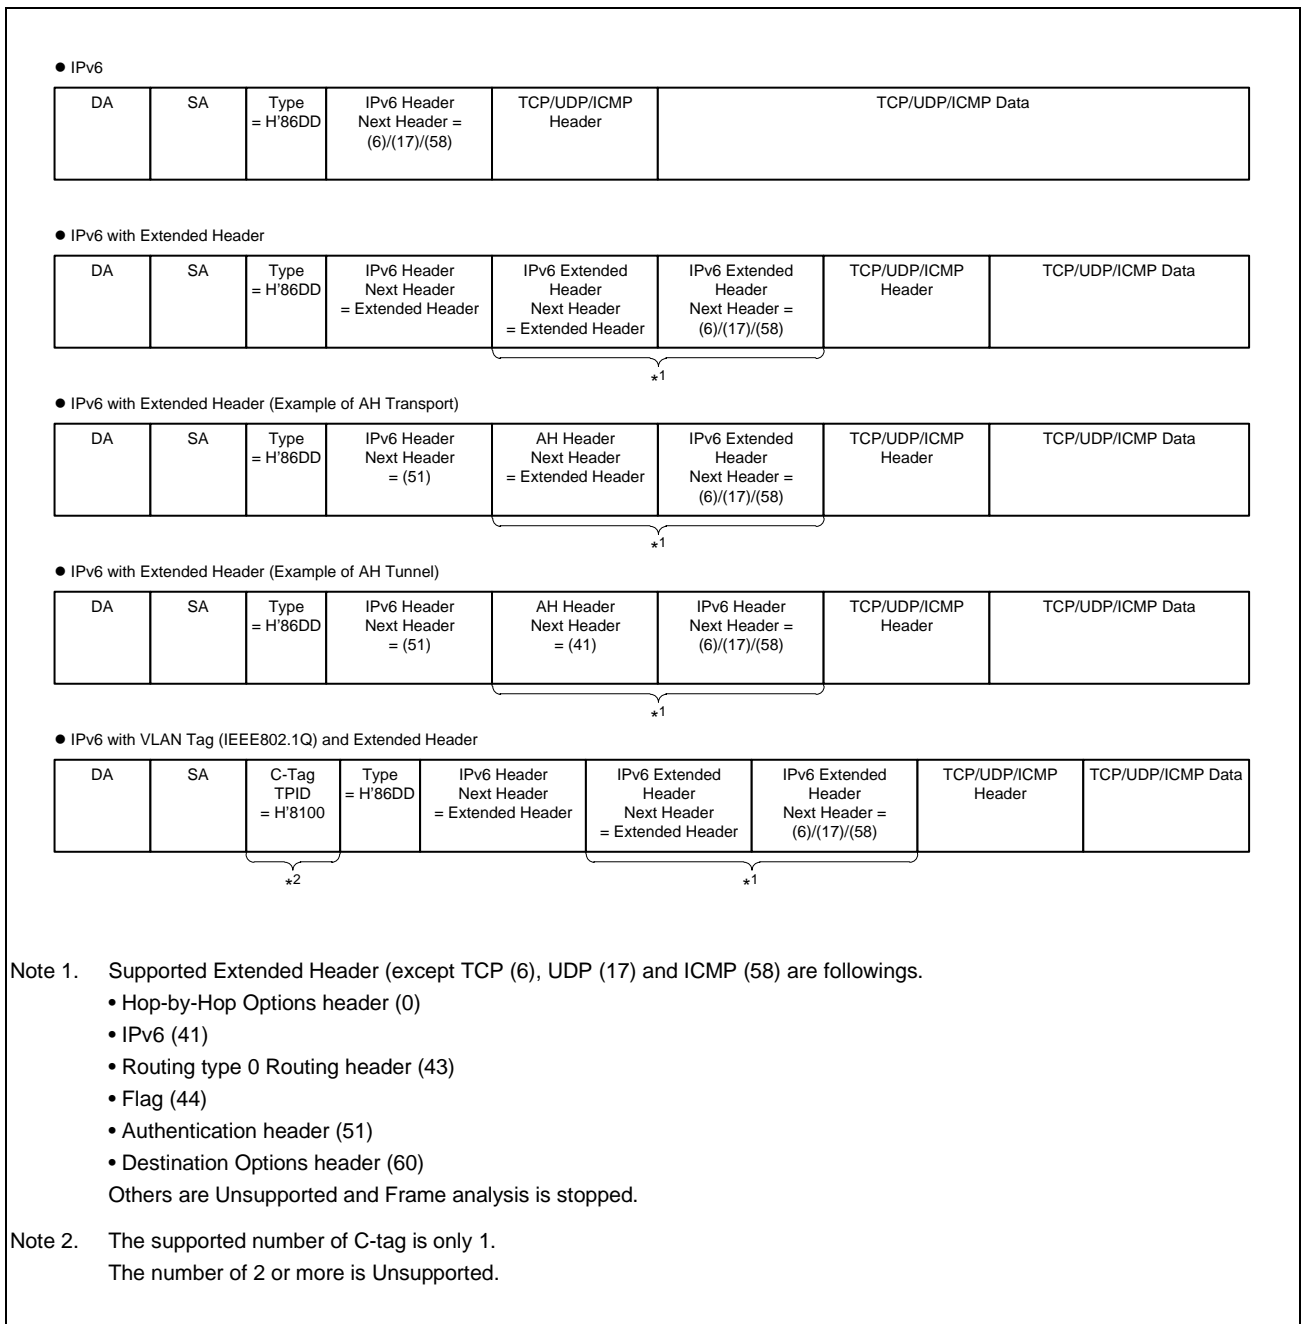 ● IPv6
DA SA Type IPv6 Header TCP/UDP/ICMP TCP/UDP/ICMP Data
= H'86DD Next Header = Header
(6)/(17)/(58)
● IPv6 with Extended Header
DA SA Type IPv6 Header IPv6 Extended IPv6 Extended TCP/UDP/ICMP TCP/UDP/ICMP Data
= H'86DD Next Header Header Header Header
= Extended Header Next Header Next Header =
= Extended Header (6)/(17)/(58)
*1
● IPv6 with Extended Header (Example of AH Transport)
DA SA Type IPv6 Header AH Header IPv6 Extended TCP/UDP/ICMP TCP/UDP/ICMP Data
= H'86DD Next Header Next Header Header Header
= (51) = Extended Header Next Header =
(6)/(17)/(58)
*1
● IPv6 with Extended Header (Example of AH Tunnel)
DA SA Type IPv6 Header AH Header IPv6 Header TCP/UDP/ICMP TCP/UDP/ICMP Data
= H'86DD Next Header Next Header Next Header = Header
= (51) = (41) (6)/(17)/(58)
*1
● IPv6 with VLAN Tag (IEEE802.1Q) and Extended Header
DA SA C-Tag Type IPv6 Header IPv6 Extended IPv6 Extended TCP/UDP/ICMP TCP/UDP/ICMP Data
TPID = H'86DD Next Header Header Header Header
= H'8100 = Extended Header Next Header Next Header =
= Extended Header (6)/(17)/(58)
*2 *1
Note 1. Supported Extended Header (except TCP (6), UDP (17) and ICMP (58) are followings.
• Hop-by-Hop Options header (0)
• IPv6 (41)
• Routing type 0 Routing header (43)
• Flag (44)
• Authentication header (51)
• Destination Options header (60)
Others are Unsupported and Frame analysis is stopped.
Note 2. The supported number of C-tag is only 1.
The number of 2 or more is Unsupported.